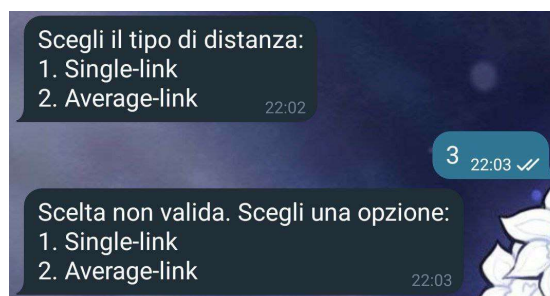 Scegli il tipo di distanza:
1. Single-link
2. Average-link
22:02
3
22:03
Scelta non valida. Scegli una opzione:
1. Single-link
2. Average-link
22:03